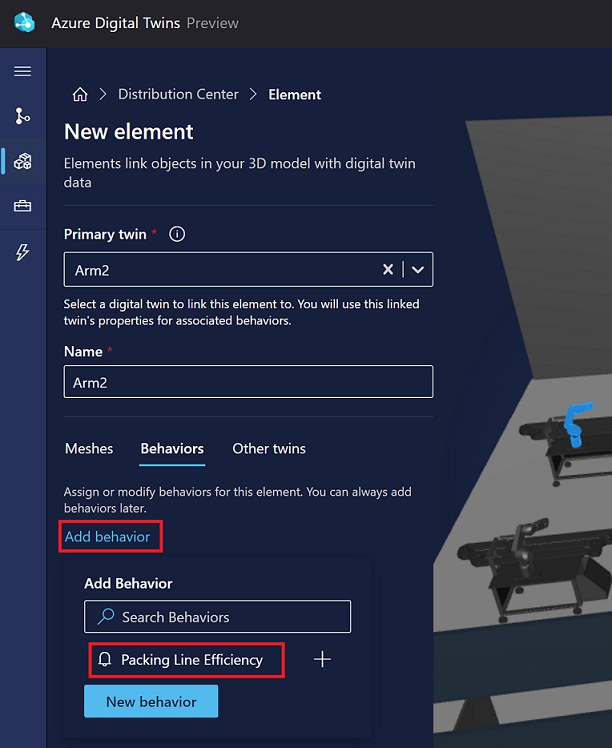 Azure Digital Twins Preview
Distribution Center Element
New element
Elements link objects in your 3D model with digital twin
data
Primary twin *
Arm2
Select a digital twin to link this element to. You will use this linked
twin's properties for associated behaviors.
Name *
Arm2
Meshes Behaviors Other twins
Assign or modify behaviors for this element. You can always add
behaviors later.
Add behavior
Add Behavior
Search Behaviors
Packing Line Efficiency
New behavior